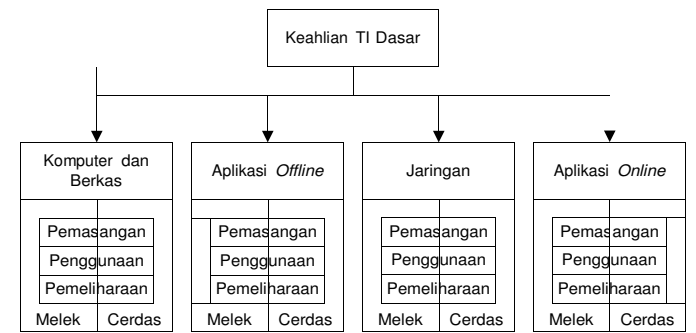 Keahlian TI Dasar
Komputer dan
Berkas
Aplikasi Offline
Jaringan
Aplikasi Online
Pemasangan
Penggunaan
Pemeliharaan
Melek Cerdas
Pemasangan
Penggunaan
Pemeliharaan
Melek Cerdas
Pemasangan
Penggunaan
Pemeliharaan
Melek Cerdas
Pemasangan
Penggunaan
Pemeliharaan
Melek Cerdas